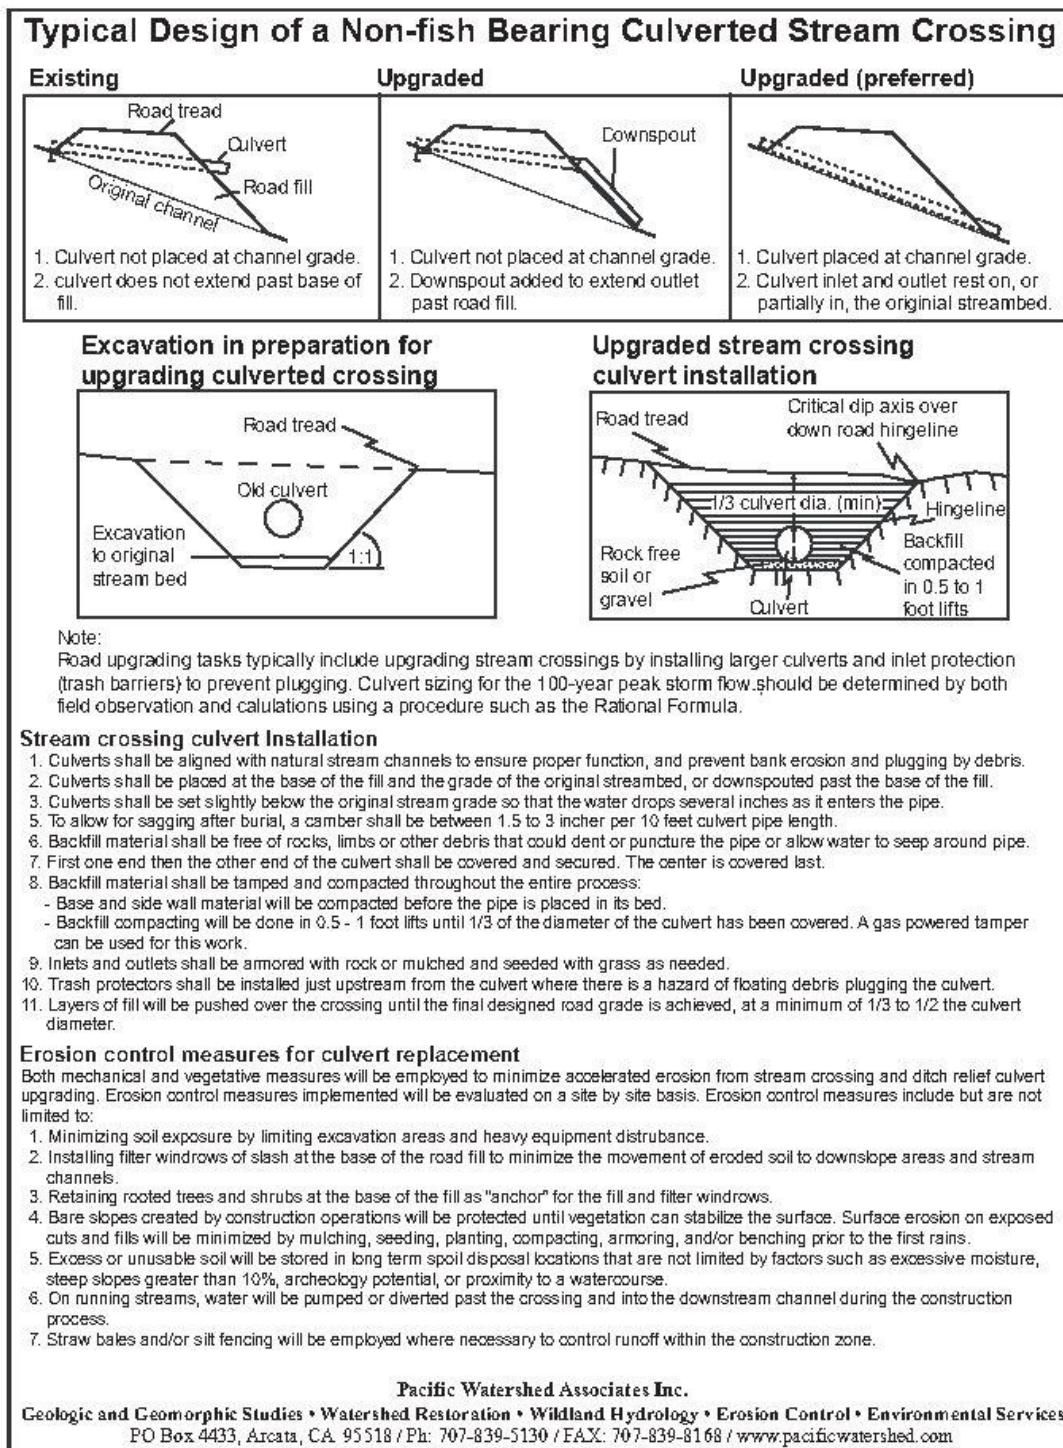 Typical Design of a Non-fish Bearing Culverted Stream Crossing
Existing
Upgraded
Upgraded (preferred)
Road tread
Culvert
Road fill
Original channel
1. Culvert not placed at channel grade.
2. culvert does not extend past base of
fill.
Downspout
1. Culvert not placed at channel grade.
2. Downspout added to extend outlet
past road fill.
1. Culvert placed at channel grade.
2. Culvert inlet and outlet rest on, or
partially in, the originial streambed.
Excavation in preparation for
upgrading culverted crossing
Road tread
Old culvert
Excavation
to original
stream bed
1:1
Upgraded stream crossing
culvert installation
Road tread
Critical dip axis over
down road hingeline
1/3 culvert dia. (min)
Hingeline
Rock free
soil or
gravel
Culvert
Backfill
compacted
in 0.5 to 1
foot lifts
Note:
Road upgrading tasks typically include upgrading stream crossings by installing larger culverts and inlet protection
(trash barriers) to prevent plugging. Culvert sizing for the 100-year peak storm flow.should be determined by both
field observation and calulations using a procedure such as the Rational Formula.
Stream crossing culvert Installation
1. Culverts shall be aligned with natural stream channels to ensure proper function, and prevent bank erosion and plugging by debris.
2. Culverts shall be placed at the base of the fill and the grade of the original streambed, or downspouted past the base of the fill.
3. Culverts shall be set slightly below the original stream grade so that the water drops several inches as it enters the pipe.
5. To allow for sagging after burial, a camber shall be between 1.5 to 3 incher per 10 feet culvert pipe length.
6. Backfill material shall be free of rocks, limbs or other debris that could dent or puncture the pipe or allow water to seep around pipe.
7. First one end then the other end of the culvert shall be covered and secured. The center is covered last.
8. Backfill material shall be tamped and compacted throughout the entire process:
- Base and side wall material will be compacted before the pipe is placed in its bed.
- Backfill compacting will be done in 0.5 - 1 foot lifts until 1/3 of the diameter of the culvert has been covered. A gas powered tamper
can be used for this work.
9. Inlets and outlets shall be armored with rock or mulched and seeded with grass as needed.
10. Trash protectors shall be installed just upstream from the culvert where there is a hazard of floating debris plugging the culvert.
11. Layers of fill will be pushed over the crossing until the final designed road grade is achieved, at a minimum of 1/3 to 1/2 the culvert
diameter.
Erosion control measures for culvert replacement
Both mechanical and vegetative measures will be employed to minimize accelerated erosion from stream crossing and ditch relief culvert
upgrading. Erosion control measures implemented will be evaluated on a site by site basis. Erosion control measures include but are not
limited to:
1. Minimizing soil exposure by limiting excavation areas and heavy equipment distrubance.
2. Installing filter windrows of slash at the base of the road fill to minimize the movement of eroded soil to downslope areas and stream
channels.
3. Retaining rooted trees and shrubs at the base of the fill as "anchor" for the fill and filter windrows.
4. Bare slopes created by construction operations will be protected until vegetation can stabilize the surface. Surface erosion on exposed
cuts and fills will be minimized by mulching, seeding, planting, compacting, armoring, and/or benching prior to the first rains.
5. Excess or unusable soil will be stored in long term spoil disposal locations that are not limited by factors such as excessive moisture,
steep slopes greater than 10%, archeology potential, or proximity to a watercourse.
6. On running streams, water will be pumped or diverted past the crossing and into the downstream channel during the construction
process.
7. Straw bales and/or silt fencing will be employed where necessary to control runoff within the construction zone.
Pacific Watershed Associates Inc.
Geologic and Geomorphic Studies • Watershed Restoration • Wildland Hydrology • Erosion Control • Environmental Services
PO Box 4433, Arcata, CA 95518 / Ph: 707-839-5130 / FAX: 707-839-8168 / www.pacificwatershed.com